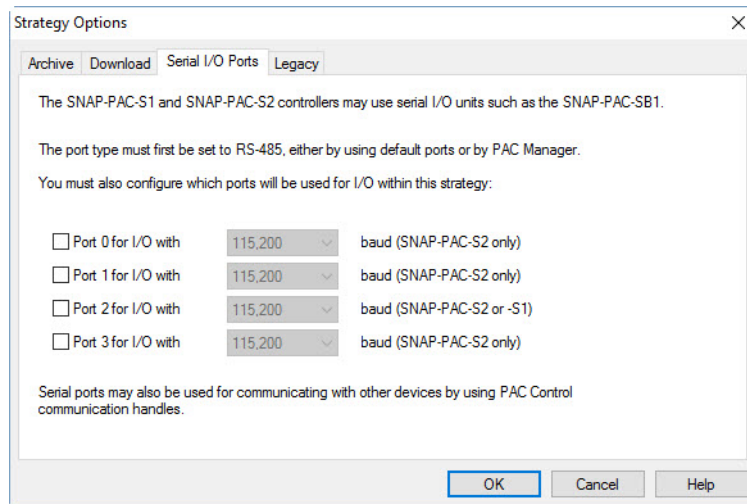 Strategy Options
Archive Download Serial I/O Ports Legacy
The SNAP-PAC-S1 and SNAP-PAC-S2 controllers may use serial I/O units such as the SNAP-PAC-SB1.
The port type must first be set to RS-485, either by using default ports or by PAC Manager.
You must also configure which ports will be used for I/O within this strategy:
Port 0 for I/O with 115,200 baud (SNAP-PAC-S2 only)
Port 1 for I/O with 115,200 baud (SNAP-PAC-S2 only)
Port 2 for I/O with 115,200 baud (SNAP-PAC-S2 or -S1)
Port 3 for I/O with 115,200 baud (SNAP-PAC-S2 only)
Serial ports may also be used for communicating with other devices by using PAC Control
communication handles.
OK Cancel Help